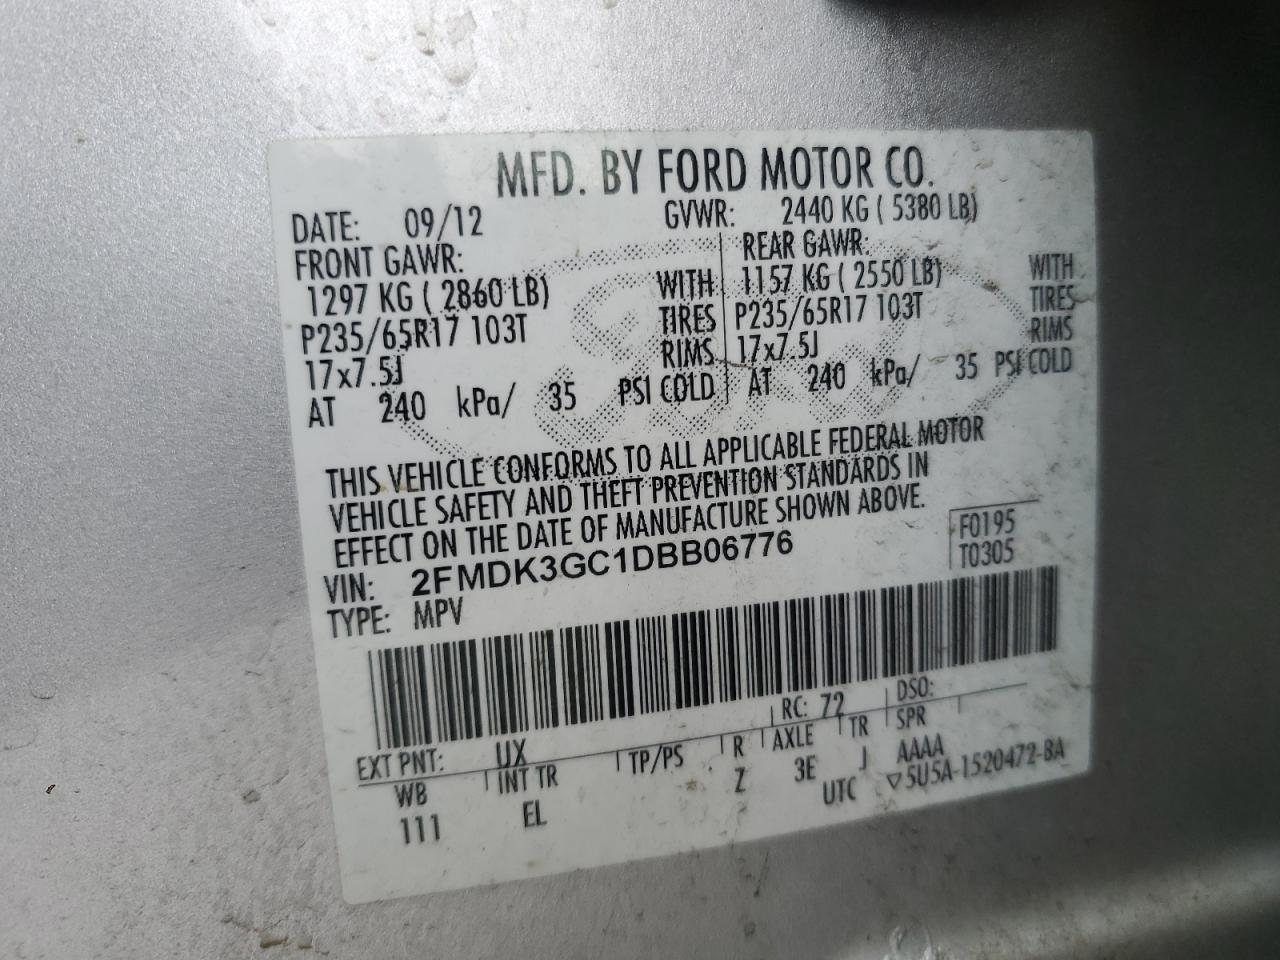 MFD. BY FORD MOTOR CO.
DATE: 09/12 GVWR: 2440 KG ( 5380 LB)
FRONT GAWR: REAR GAWR:
1297 KG ( 2860 LB) WITH 1157 KG ( 2550 LB) WITH
P235/65R17 103T TIRES P235/65R17 103T TIRES
17x7.5J RIMS 17x7.5J RIMS
AT 240 kPa/ 35 PSI COLD AT 240 kPa/ 35 PSI COLD
THIS VEHICLE CONFORMS TO ALL APPLICABLE FEDERAL MOTOR
VEHICLE SAFETY AND THEFT PREVENTION STANDARDS IN
EFFECT ON THE DATE OF MANUFACTURE SHOWN ABOVE.
VIN: 2FMDK3GC1DBB06776 F0195
TYPE: MPV T0305
EXT PNT: UX RC: 72 DSO:
WB INT TR TP/PS R AXLE TR SPR
111 EL Z 3E J AAAA
UTC ▽5U5A-1520472-BA